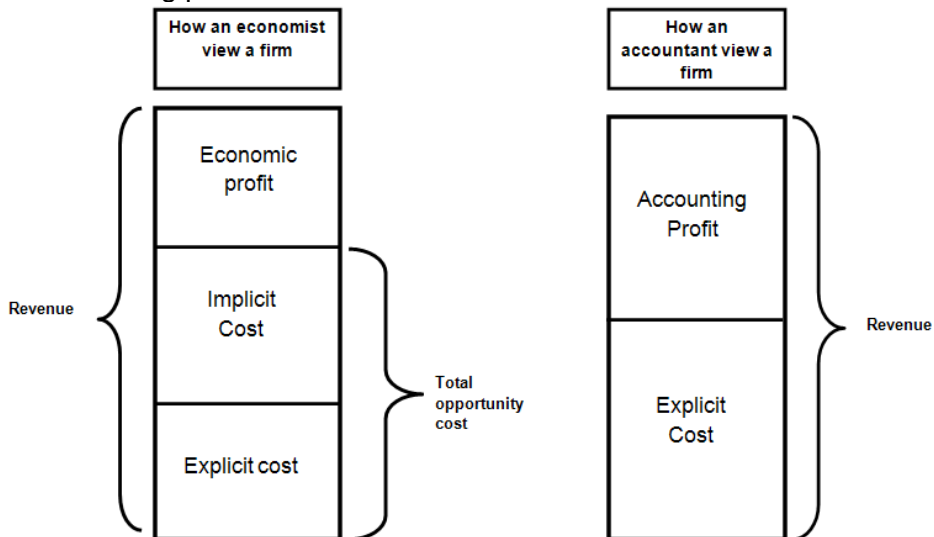 How an economist
view a firm
How an
accountant view a
firm
Economic
profit
Accounting
Profit
Implicit
Cost
Revenue
Revenue
Total
opportunity
cost
Explicit
Cost
Explicit cost